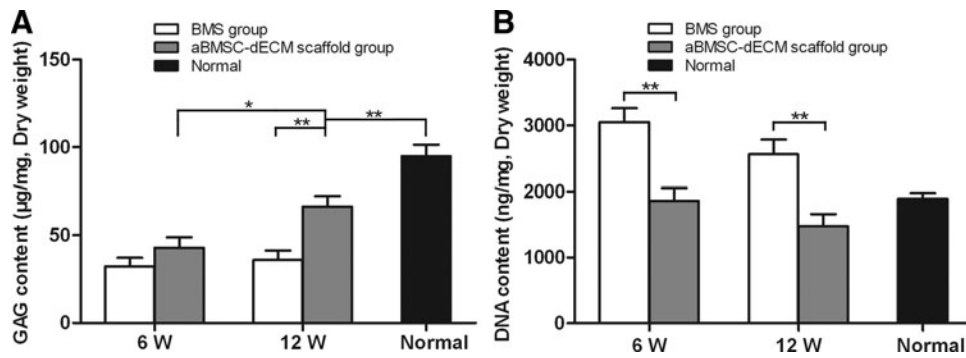 A
BMS group
aBMSC-dECM scaffold group
Normal
GAG content (µg/mg, Dry weight)
150
100
50
0
*
**
**
6 W
12 W
Normal
B
BMS group
aBMSC-dECM scaffold group
Normal
DNA content (ng/mg, Dry weight)
4000
3000
2000
1000
0
**
**
6 W
12 W
Normal